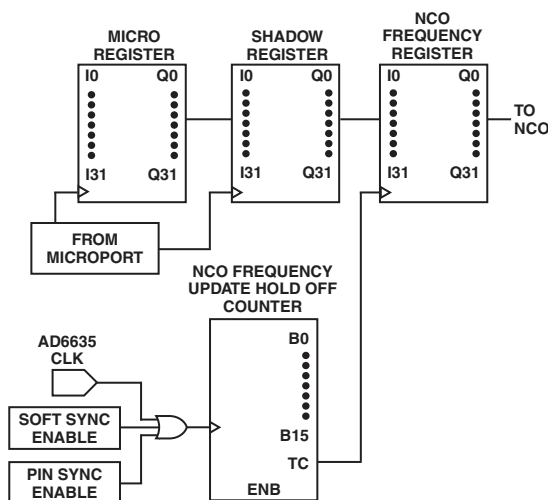 MICRO
REGISTER
SHADOW
REGISTER
NCO
FREQUENCY
REGISTER
I0 Q0
I31 Q31
I0 Q0
I31 Q31
I0 Q0
I31 Q31
TO
NCO
FROM
MICROPORT
NCO FREQUENCY
UPDATE HOLD OFF
COUNTER
B0
B15
TC
ENB
AD6635
CLK
SOFT SYNC
ENABLE
PIN SYNC
ENABLE